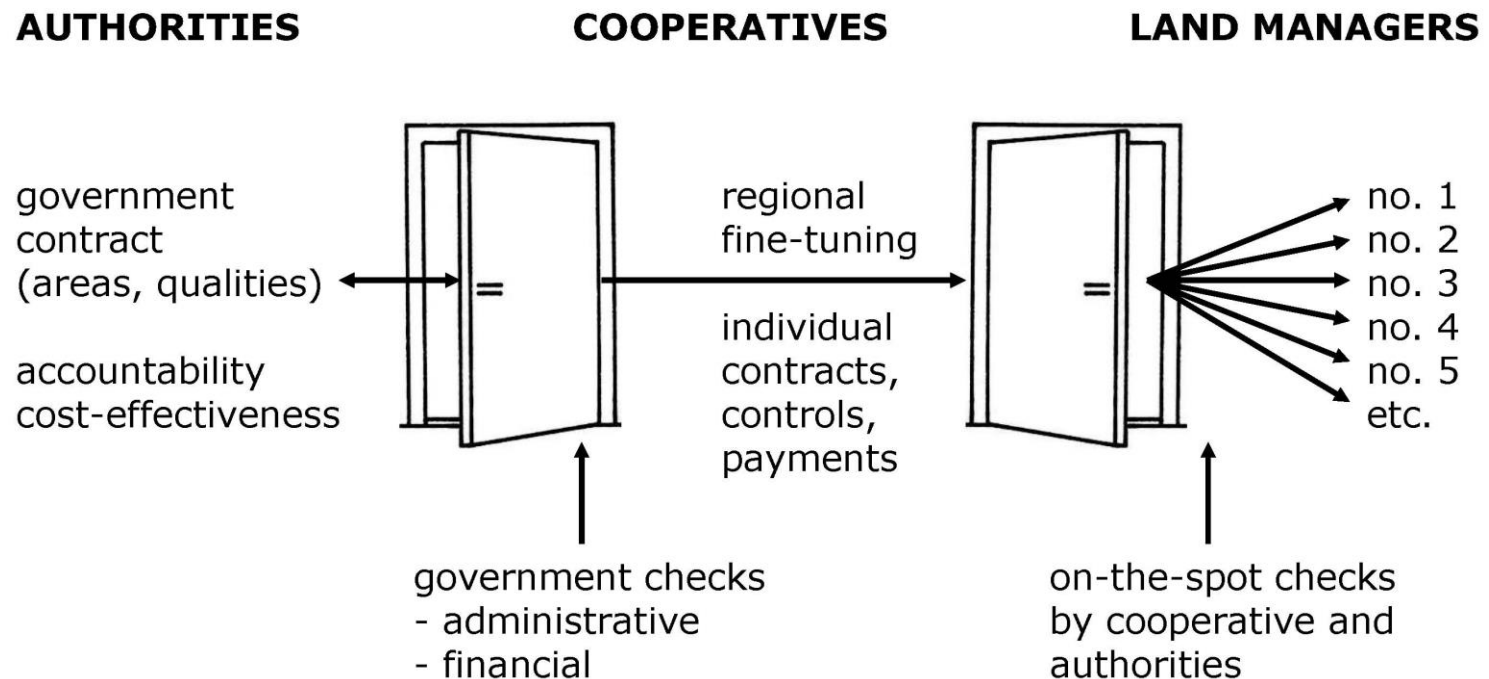 AUTHORITIES
COOPERATIVES
LAND MANAGERS
government
contract
(areas, qualities)
accountability
cost-effectiveness
regional
fine-tuning
individual
contracts,
controls,
payments
no. 1
no. 2
no. 3
no. 4
no. 5
etc.
government checks
- administrative
- financial
on-the-spot checks
by cooperative and
authorities